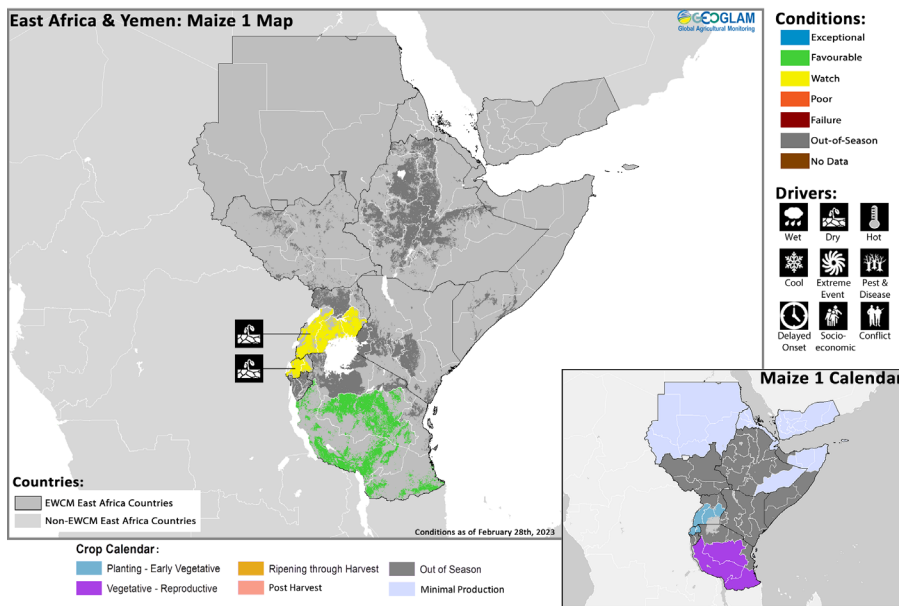 East Africa & Yemen: Maize 1 Map
GEOGLAM
Global Agricultural Monitoring
Conditions:
Exceptional
Favourable
Watch
Poor
Failure
Out-of-Season
No Data
Drivers:
Wet
Dry
Hot
Cool
Extreme
Event
Pest &
Disease
Delayed
Onset
Socio-
economic
Conflict
Countries:
EWCM East Africa Countries
Non-EWCM East Africa Countries
Conditions as of February 28th, 2023
Maize 1 Calendar
Crop Calendar:
Planting - Early Vegetative
Ripening through Harvest
Out of Season
Vegetative - Reproductive
Post Harvest
Minimal Production